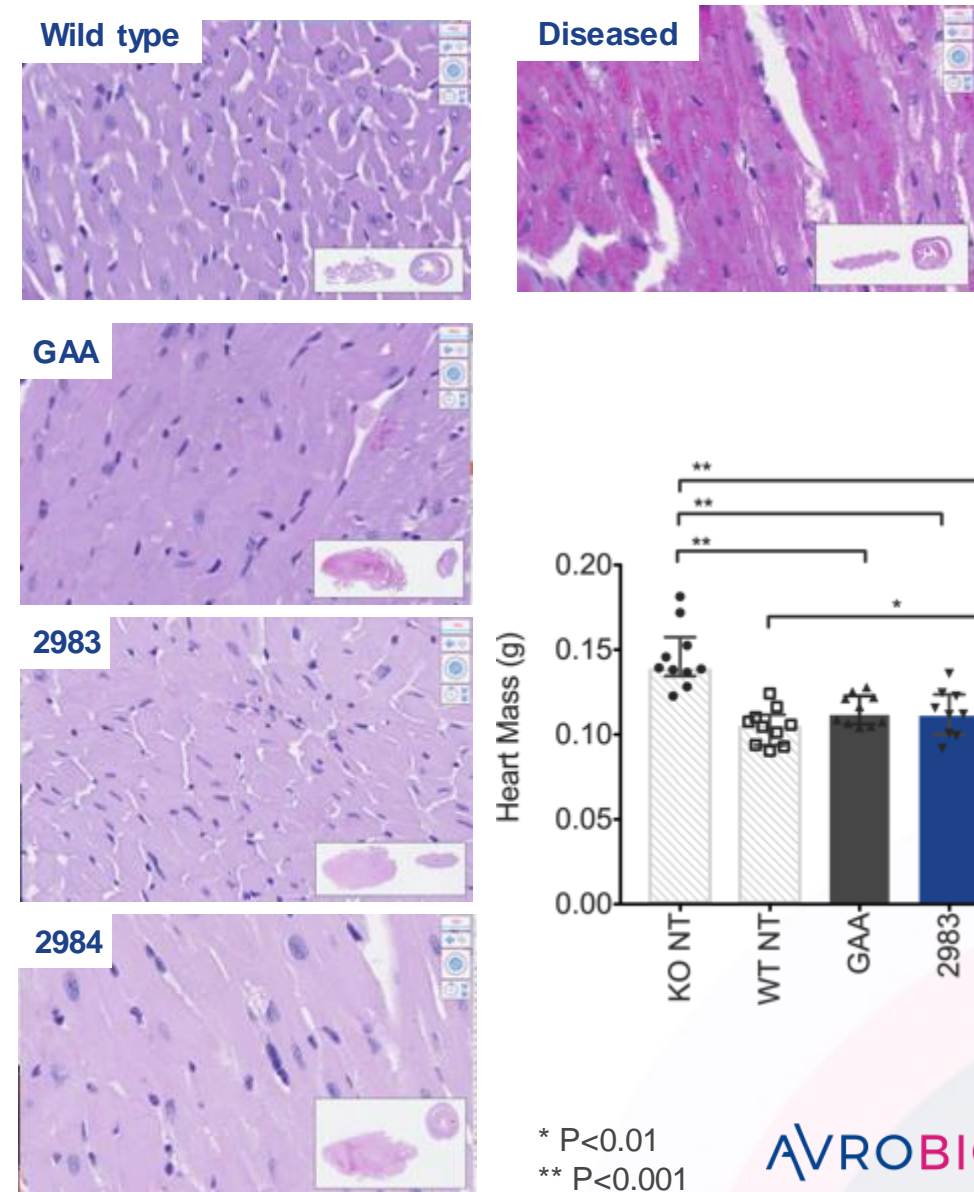 Wild type
Diseased
GAA
2983
2984
**
**
**
*
0.20
0.15
0.10
0.05
0.00
Heart Mass (g)
KO NT
WT NT
GAA
2983
* P<0.01
** P<0.001
AVROBIO